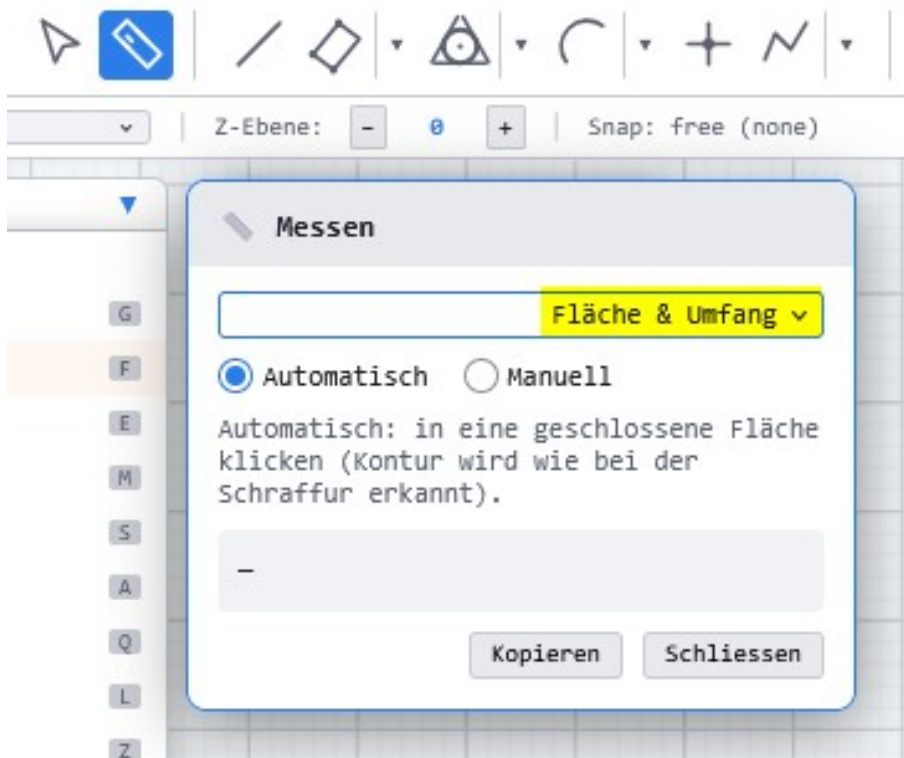 Z-Ebene: - 0 + Snap: free (none)
Messen
Fläche & Umfang
Automatisch Manuell
Automatisch: in eine geschlossene Fläche
klicken (Kontur wird wie bei der
Schraffur erkannt).
—
Kopieren Schliessen
G
F
E
M
S
A
Q
L
Z